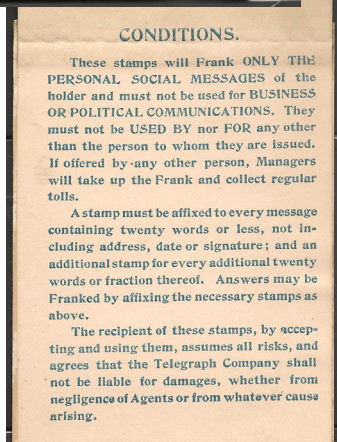 CONDITIONS.
These stamps will Frank ONLY THE
PERSONAL SOCIAL MESSAGES of the
holder and must not be used for BUSINESS
OR POLITICAL COMMUNICATIONS. They
must not be USED BY nor FOR any other
than the person to whom they are issued.
If offered by any other person, Managers
will take up the Frank and collect regular
tolls.
A stamp must be affixed to every message
containing twenty words or less, not in-
cluding address, date or signature; and an
additional stamp for every additional twenty
words or fraction thereof. Answers may be
Franked by affixing the necessary stamps as
above.
The recipient of these stamps, by accep-
ting and using them, assumes all risks, and
agrees that the Telegraph Company shall
not be liable for damages, whether from
negligence of Agents or from whatever cause
arising.